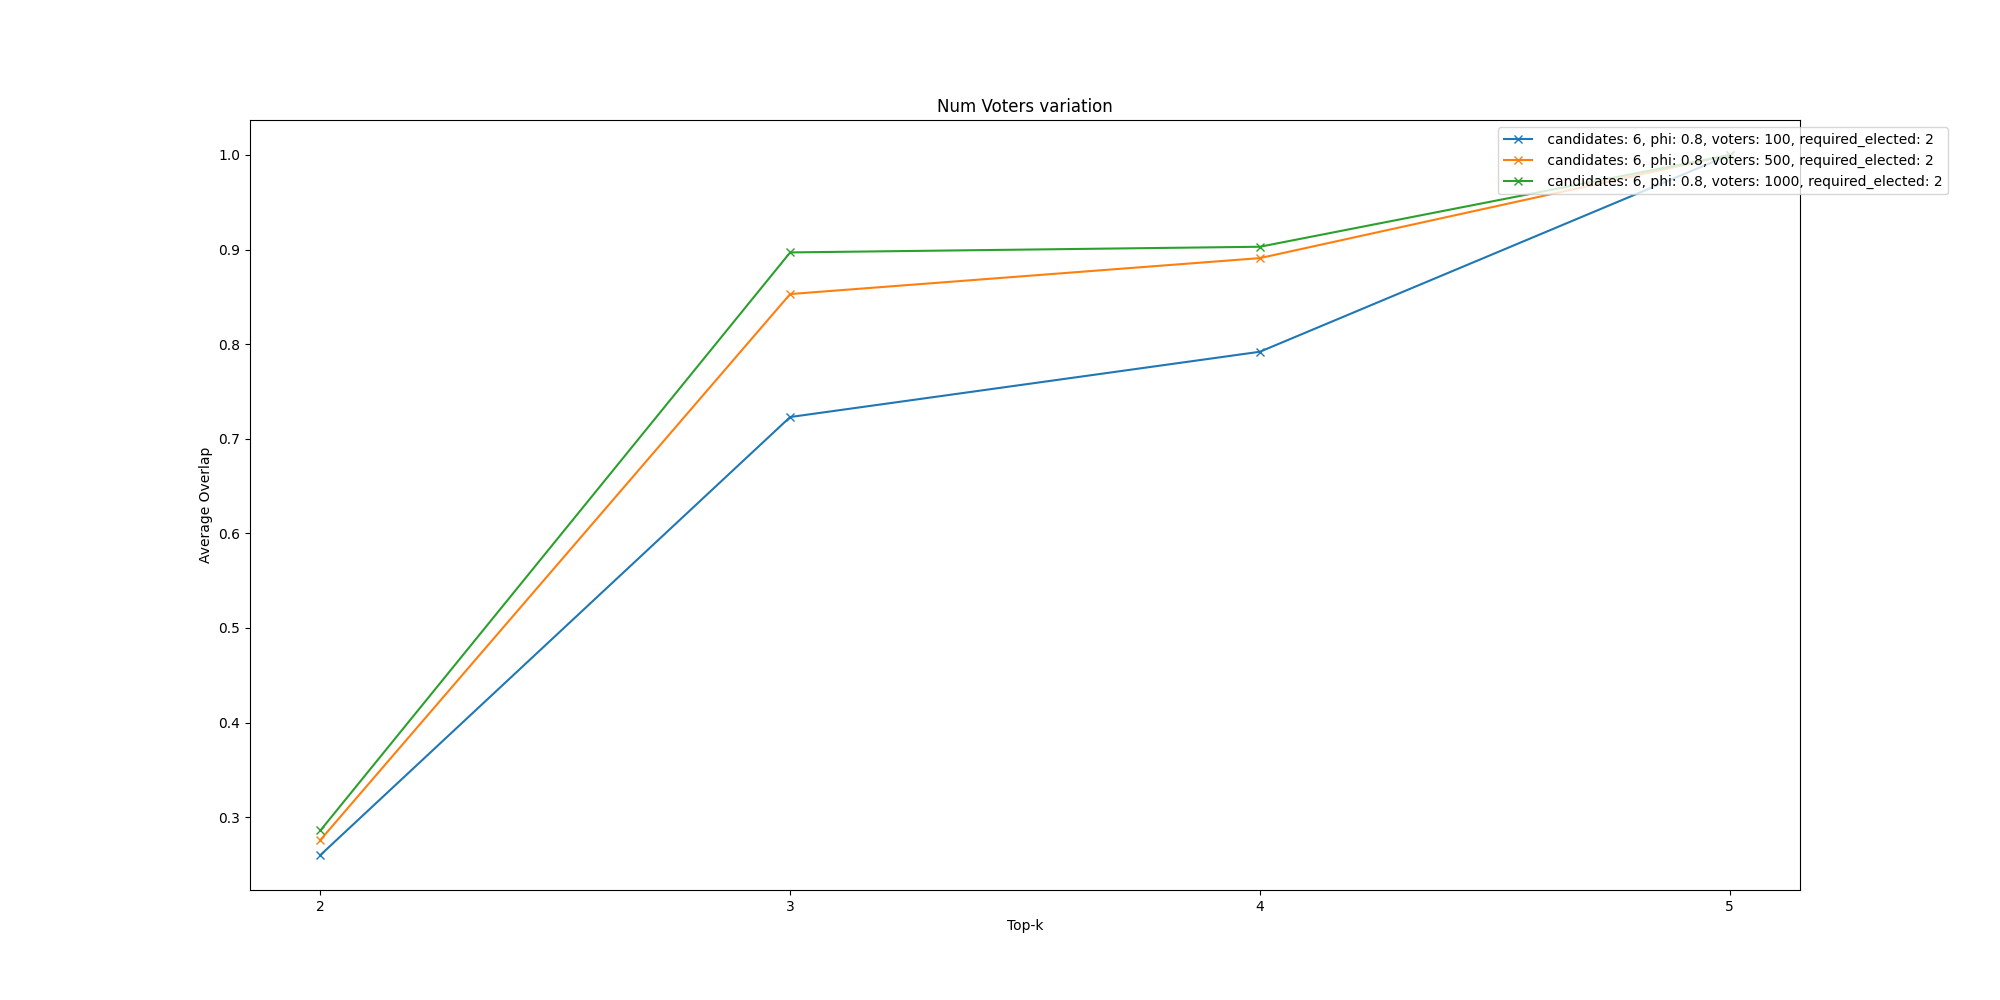 Num Voters variation
candidates: 6, phi: 0.8, voters: 100, required_elected: 2
candidates: 6, phi: 0.8, voters: 500, required_elected: 2
candidates: 6, phi: 0.8, voters: 1000, required_elected: 2
1.0
0.9
0.8
0.7
0.6
0.5
0.4
0.3
Average Overlap
2 3 4 5
Top-k